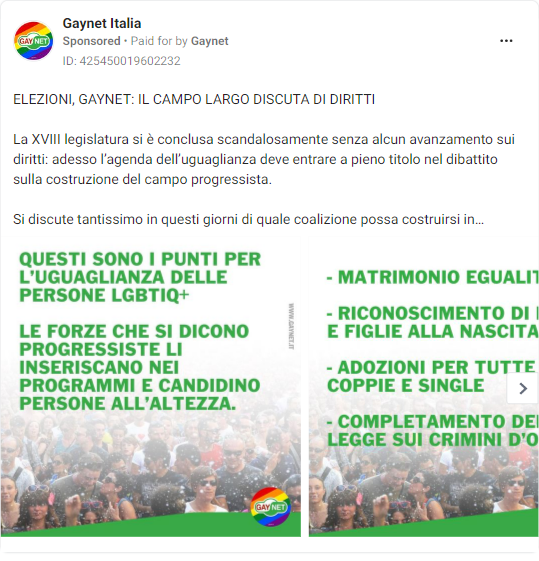 Gaynet Italia
Sponsored • Paid for by Gaynet
ID: 425450019602232
ELEZIONI, GAYNET: IL CAMPO LARGO DISCUTA DI DIRITTI
La XVIII legislatura si è conclusa scandalosamente senza alcun avanzamento sui
diritti: adesso l'agenda dell'uguaglianza deve entrare a pieno titolo nel dibattito
sulla costruzione del campo progressista.
Si discute tantissimo in questi giorni di quale coalizione possa costruirsi in...
QUESTI SONO I PUNTI PER
L'UGUAGLIANZA DELLE
PERSONE LGBTIQ+
LE FORZE CHE SI DICONO
PROGRESSISTE LI
INSERISCANO NEI
PROGRAMMI E CANDIDINO
PERSONE ALL'ALTEZZA.
WWW.GAYNET.IT
GAYNET
- MATRIMONIO EGUALIT
- RICONOSCIMENTO DI
E FIGLIE ALLA NASCITA
- ADOZIONI PER TUTTE
COPPIE E SINGLE
- COMPLETAMENTO DE
LEGGE SUI CRIMINI D'O